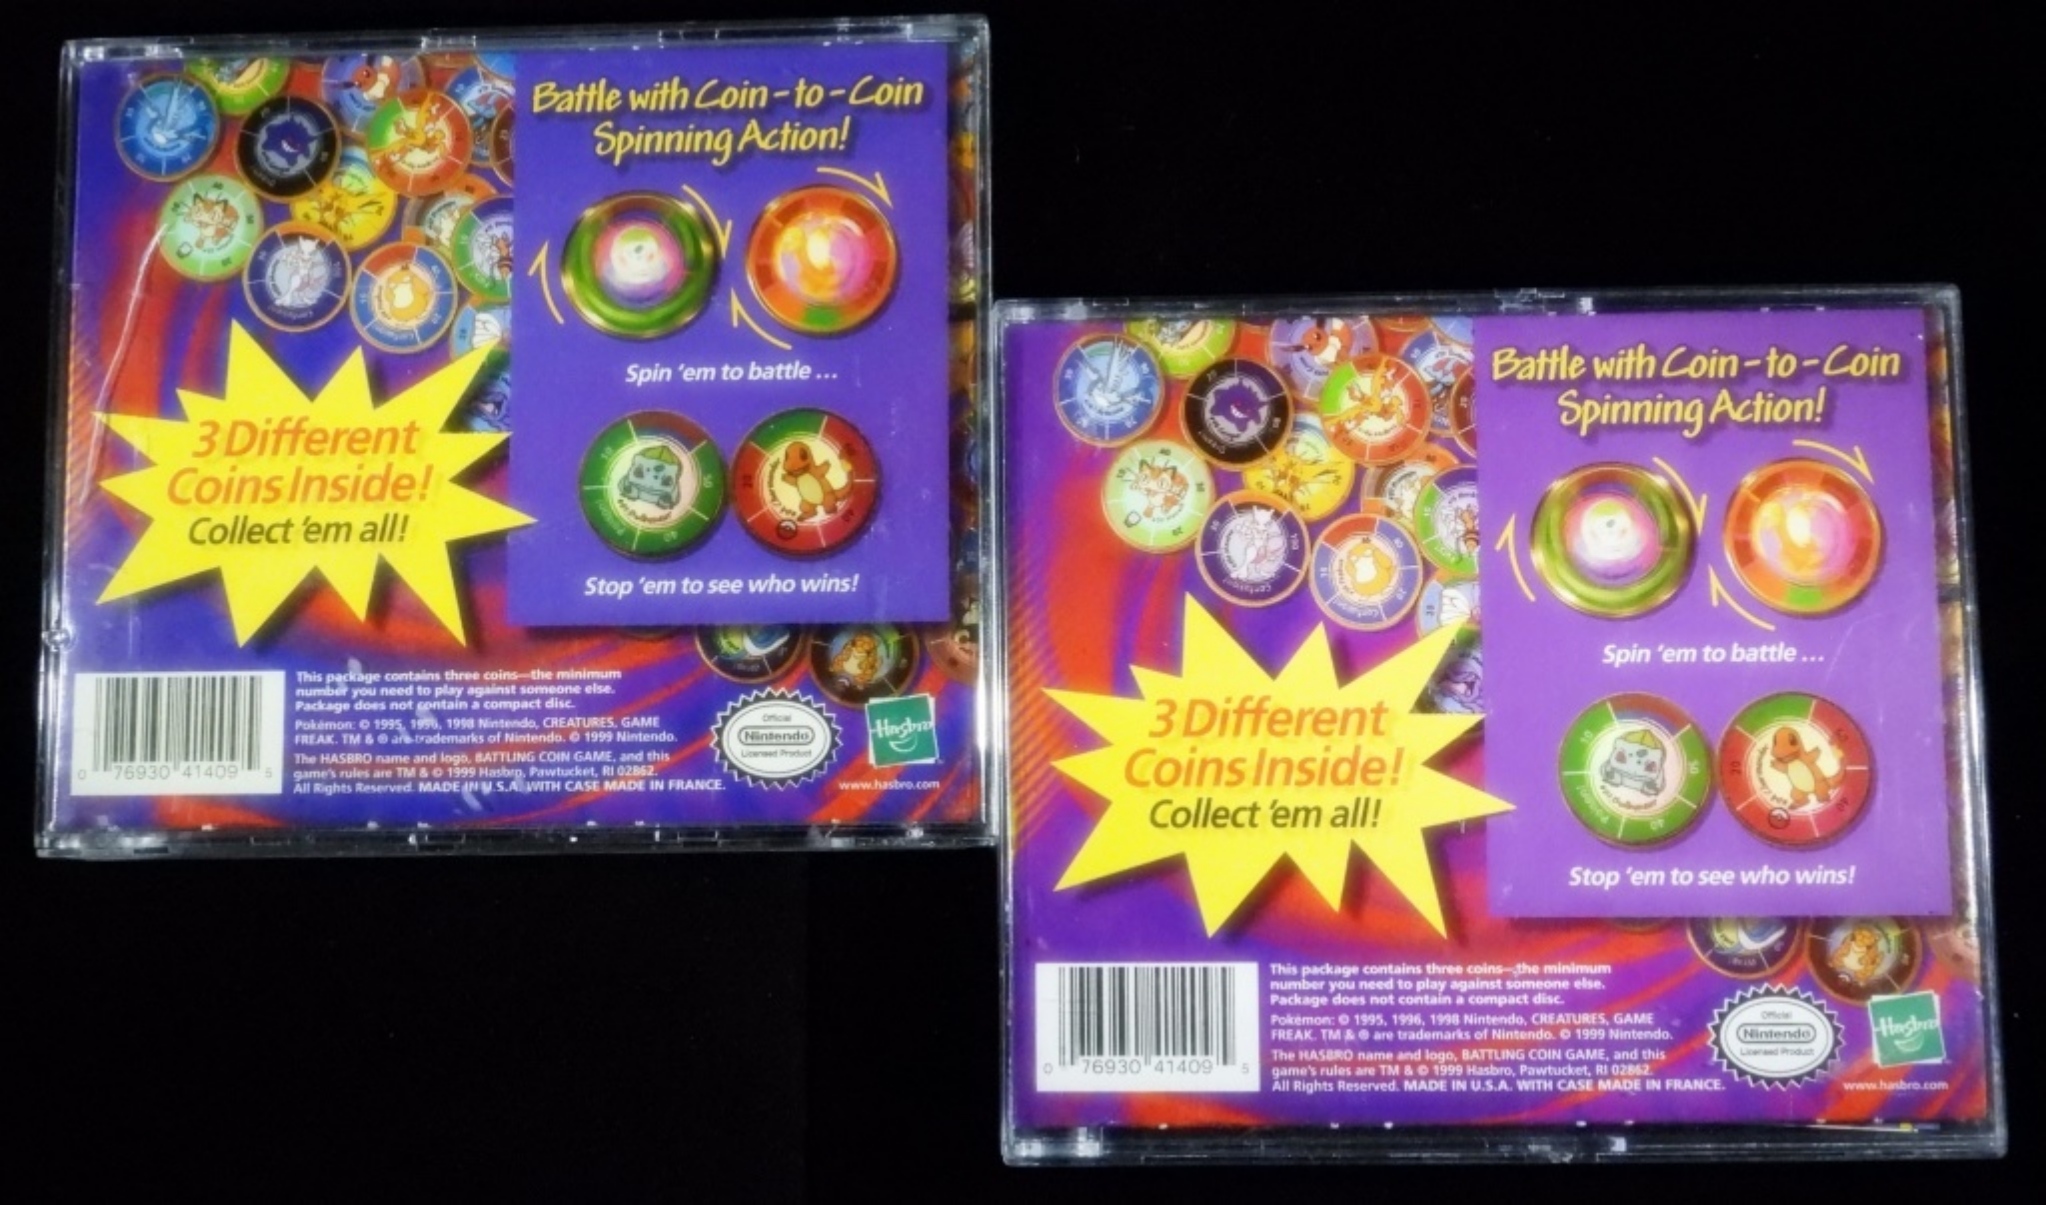 Battle with Coin-to-Coin
Spinning Action!
Spin 'em to battle ...
3 Different
Coins Inside!
Collect 'em all!
10
50
40
20
40
Stop 'em to see who wins!
This package contains three coins—the minimum
number you need to play against someone else.
Package does not contain a compact disc.
Pokémon: © 1995, 1996, 1998 Nintendo, CREATURES, GAME
FREAK. TM & ® are trademarks of Nintendo. © 1999 Nintendo.
The HASBRO name and logo, BATTLING COIN GAME, and this
game's rules are TM & © 1999 Hasbro, Pawtucket, RI 02862.
All Rights Reserved. MADE IN U.S.A. WITH CASE MADE IN FRANCE.
0 76930 41409 5
Official
Nintendo
Licensed Product
Hasbro
www.hasbro.com
Battle with Coin-to-Coin
Spinning Action!
Spin 'em to battle ...
3 Different
Coins Inside!
Collect 'em all!
10
50
40
20
40
Stop 'em to see who wins!
This package contains three coins—the minimum
number you need to play against someone else.
Package does not contain a compact disc.
Pokémon: © 1995, 1996, 1998 Nintendo, CREATURES, GAME
FREAK. TM & ® are trademarks of Nintendo. © 1999 Nintendo.
The HASBRO name and logo, BATTLING COIN GAME, and this
game's rules are TM & © 1999 Hasbro, Pawtucket, RI 02862.
All Rights Reserved. MADE IN U.S.A. WITH CASE MADE IN FRANCE.
0 76930 41409 5
Official
Nintendo
Licensed Product
Hasbro
www.hasbro.com